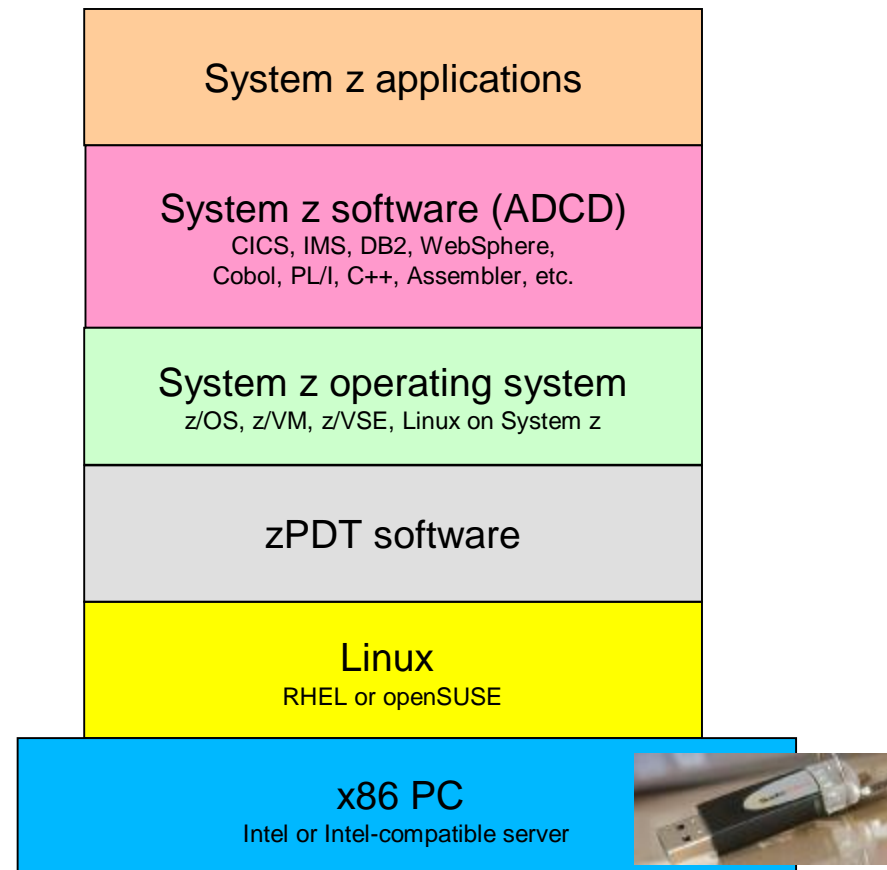 System z applications
System z software (ADCD)
CICS, IMS, DB2, WebSphere,
Cobol, PL/I, C++, Assembler, etc.
System z operating system
z/OS, z/VM, z/VSE, Linux on System z
zPDT software
Linux
RHEL or openSUSE
x86 PC
Intel or Intel-compatible server